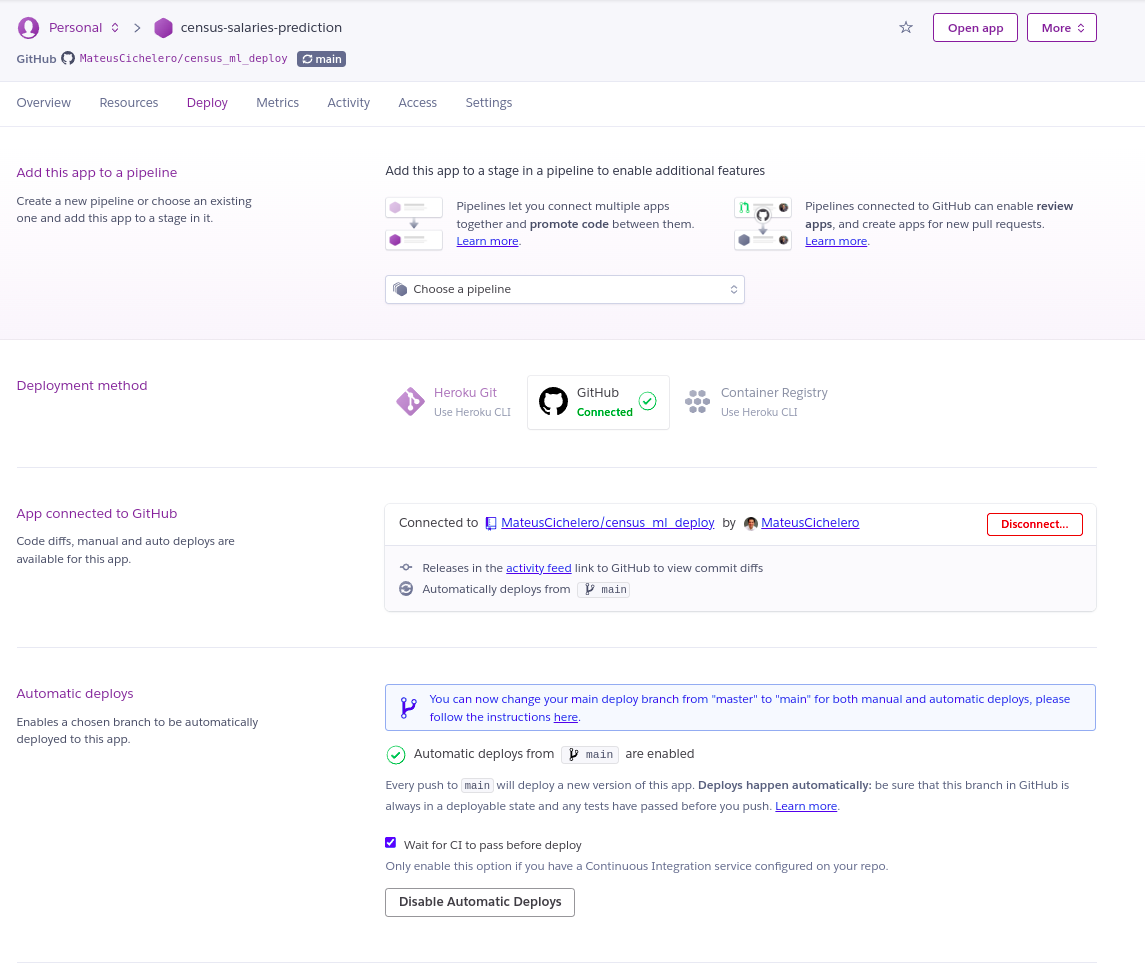 Personal census-salaries-prediction Open app More
GitHub MateusCichelero/census_ml_deploy main
Overview Resources Deploy Metrics Activity Access Settings
Add this app to a pipeline
Create a new pipeline or choose an existing
one and add this app to a stage in it.
Add this app to a stage in a pipeline to enable additional features
Pipelines let you connect multiple apps
together and promote code between them.
Learn more.
Pipelines connected to GitHub can enable review
apps, and create apps for new pull requests.
Learn more.
Choose a pipeline
Deployment method
Heroku Git
Use Heroku CLI
GitHub
Connected
Container Registry
Use Heroku CLI
App connected to GitHub
Code diffs, manual and auto deploys are
available for this app.
Connected to MateusCichelero/census_ml_deploy by MateusCichelero Disconnect...
Releases in the activity feed link to GitHub to view commit diffs
Automatically deploys from main
Automatic deploys
Enables a chosen branch to be automatically
deployed to this app.
You can now change your main deploy branch from "master" to "main" for both manual and automatic deploys, please
follow the instructions here.
Automatic deploys from main are enabled
Every push to main will deploy a new version of this app. Deploys happen automatically: be sure that this branch in GitHub is
always in a deployable state and any tests have passed before you push. Learn more.
Wait for CI to pass before deploy
Only enable this option if you have a Continuous Integration service configured on your repo.
Disable Automatic Deploys